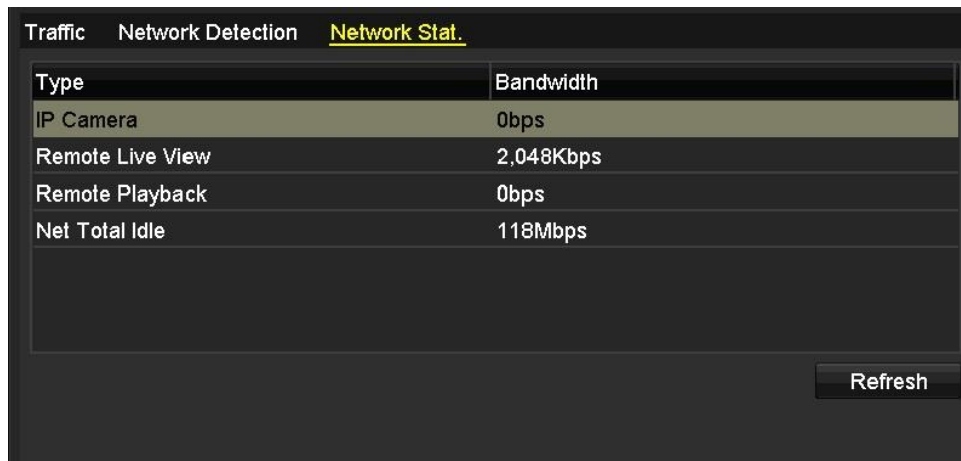 Traffic Network Detection Network Stat.
Type Bandwidth
IP Camera 0bps
Remote Live View 2,048Kbps
Remote Playback 0bps
Net Total Idle 118Mbps
Refresh